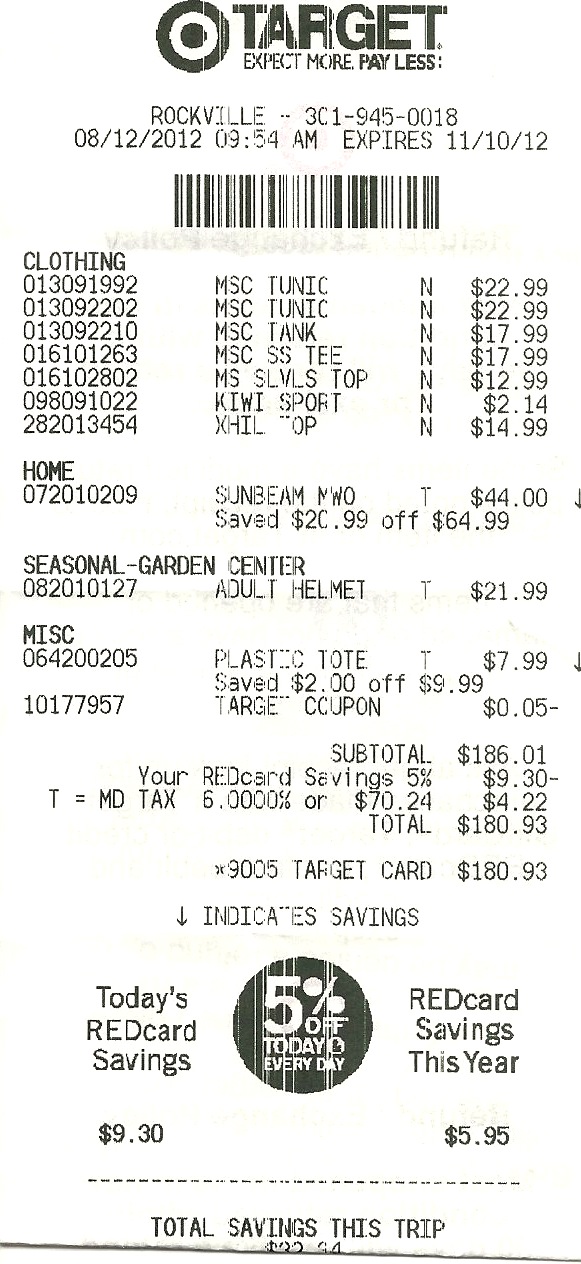 TARGET
EXPECT MORE. PAY LESS.
ROCKVILLE - 301-945-0018
08/12/2012 09:54 AM EXPIRES 11/10/12
CLOTHING
013091992 MSC TUNIC N $22.99
013092202 MSC TUNIC N $22.99
013092210 MSC TANK N $17.99
016101263 MSC SS TEE N $17.99
016102802 MS SLVLS TOP N $12.99
098091022 KIWI SPORT N $2.14
282013454 XHIL TOP N $14.99
HOME
072010209 SUNBEAM MWO T $44.00 ↓
Saved $20.99 off $64.99
SEASONAL-GARDEN CENTER
082010127 ADULT HELMET T $21.99
MISC
064200205 PLASTIC TOTE T $7.99 ↓
Saved $2.00 off $9.99
10177957 TARGET COUPON $0.05-
SUBTOTAL $186.01
Your REDcard Savings 5% $9.30-
T = MD TAX 6.0000% on $70.24 $4.22
TOTAL $180.93
*9005 TARGET CARD $180.93
↓ INDICATES SAVINGS
Today's REDcard Savings
5% OFF TODAY & EVERY DAY
REDcard Savings This Year
$9.30 $5.95
TOTAL SAVINGS THIS TRIP